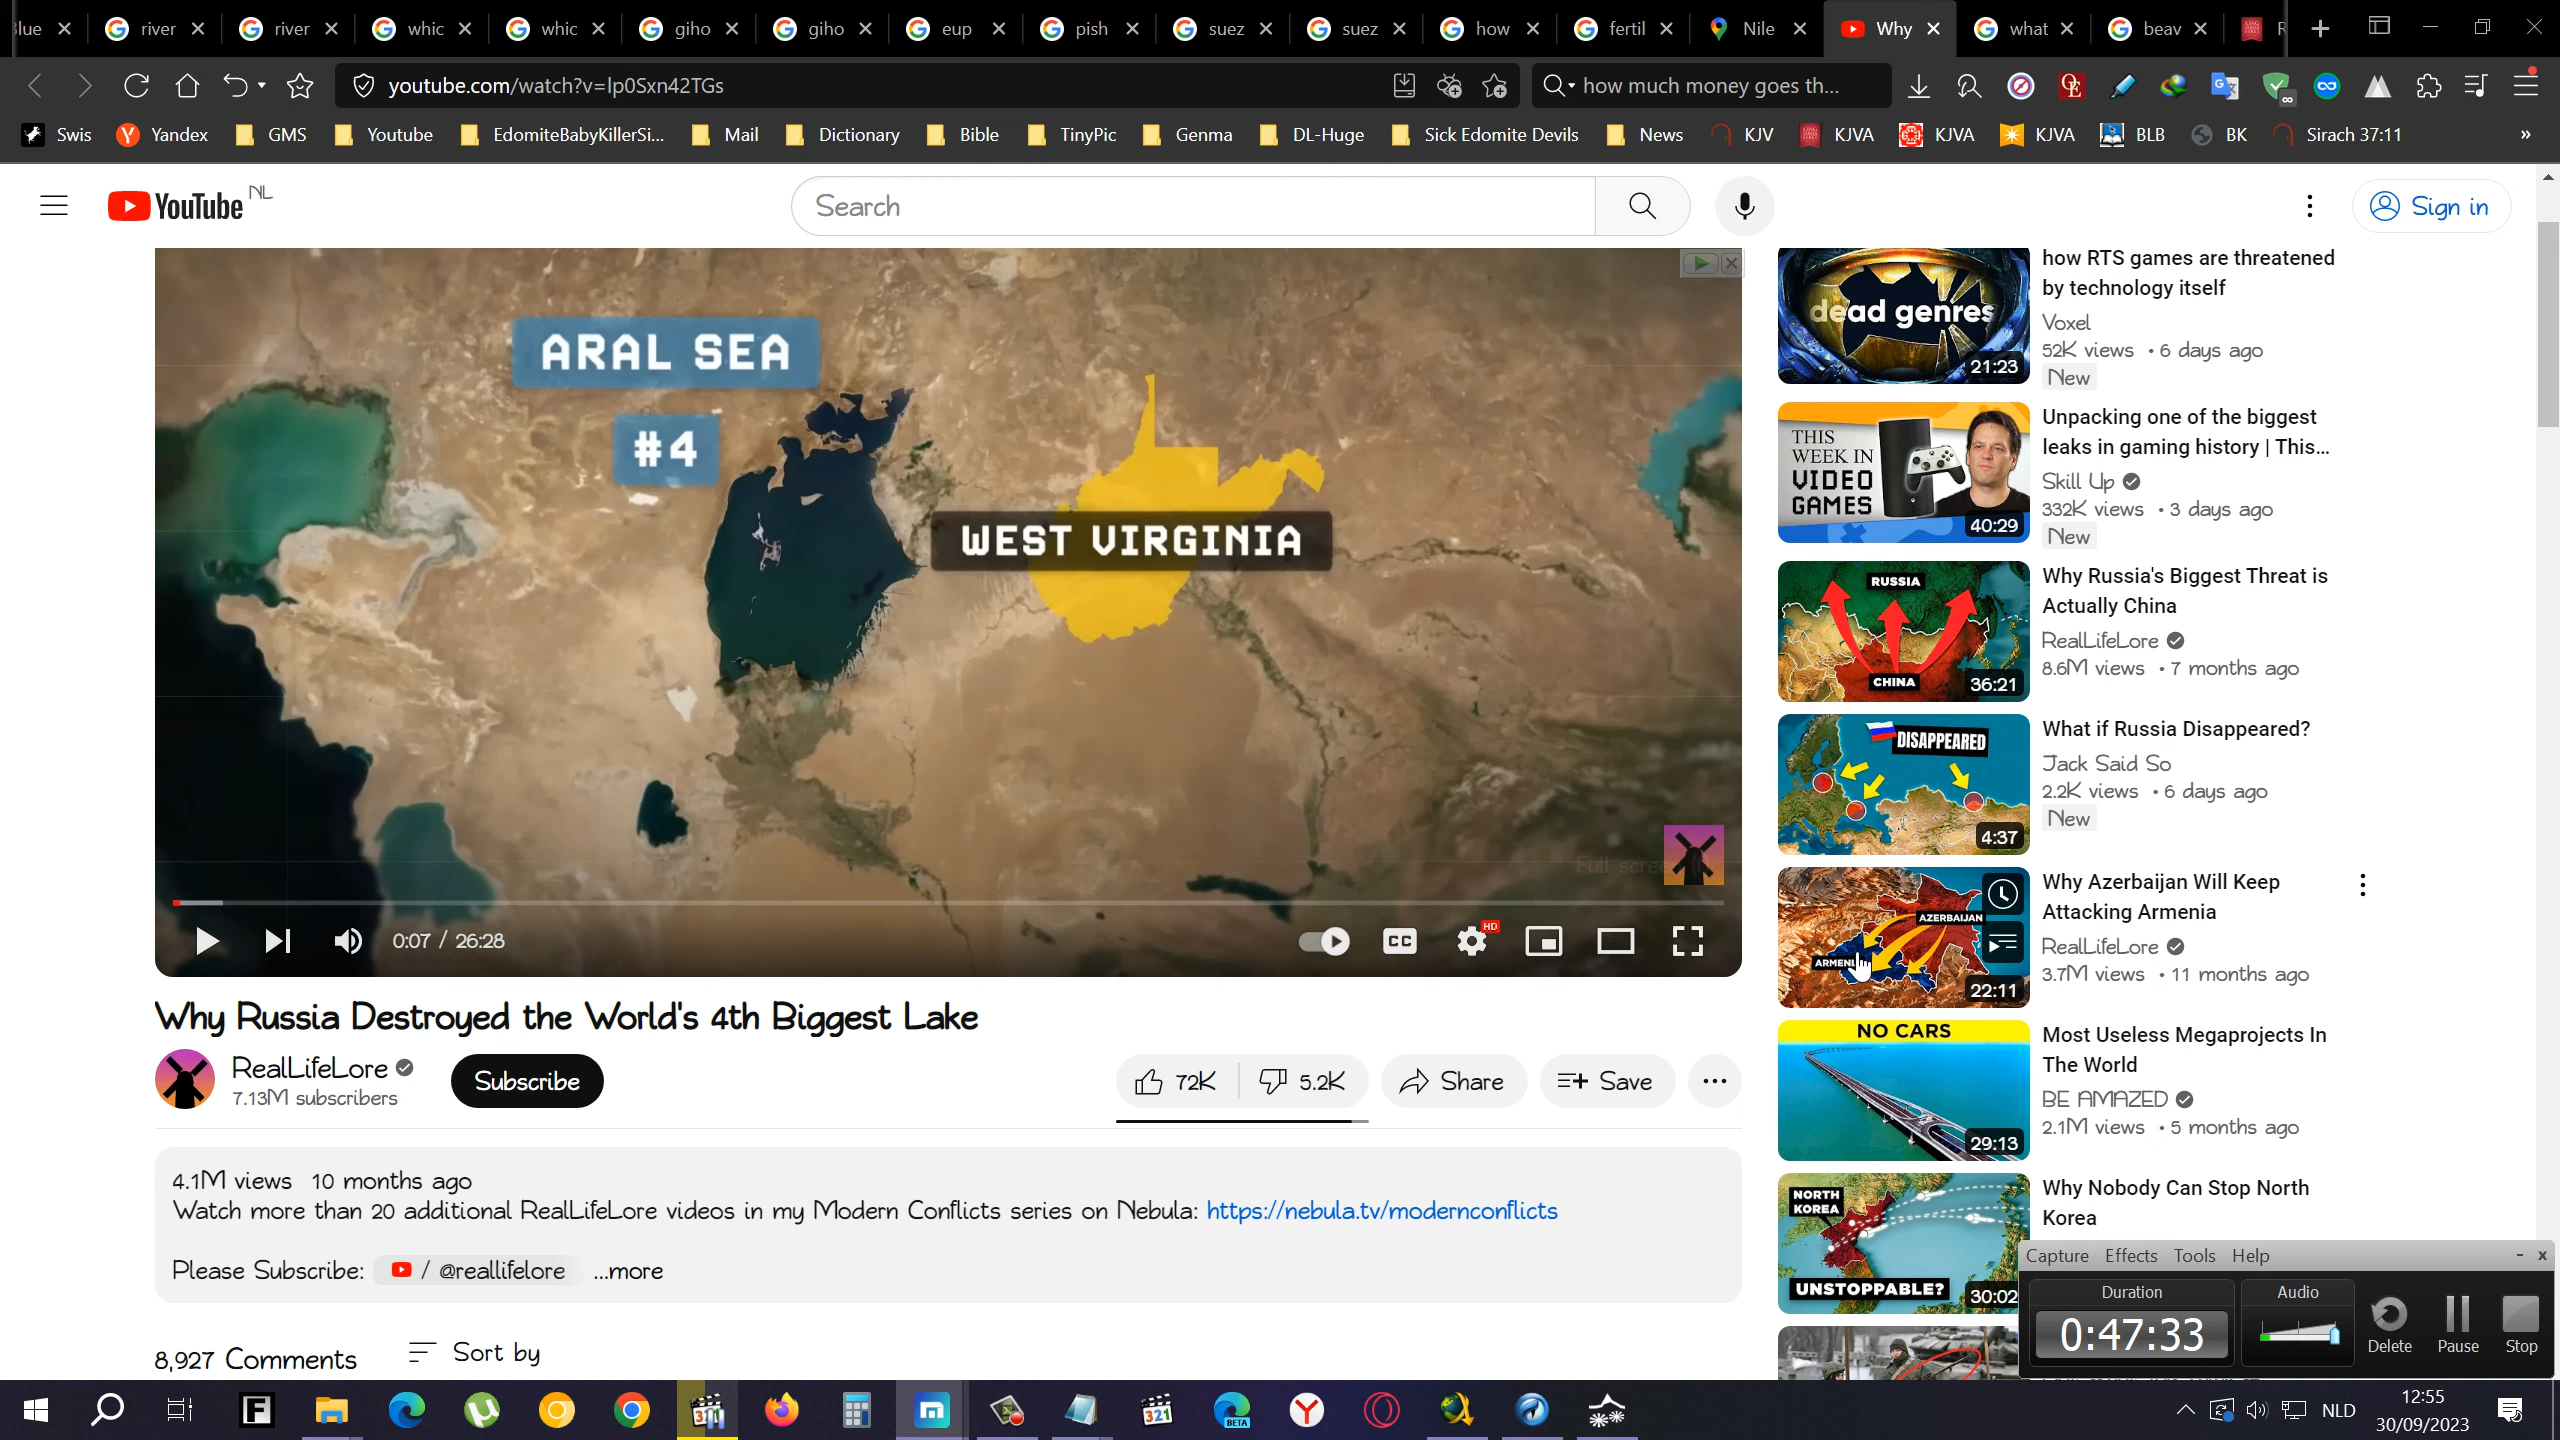 lue
river
river
whic
whic
giho
giho
eup
pish
suez
suez
how
fertil
Nile
Why
what
beav
youtube.com/watch?v=lp0Sxn42TGs
how much money goes th...
Swis
Yandex
GMS
Youtube
EdomiteBabyKillerSi...
Mail
Dictionary
Bible
TinyPic
Genma
DL-Huge
Sick Edomite Devils
News
KJV
KJVA
KJVA
KJVA
BLB
BK
Sirach 37:11
»
YouTube NL
Search
Sign in
ARAL SEA
#4
WEST VIRGINIA
Full scre
0:07 / 26:28
CC
HD
Why Russia Destroyed the World's 4th Biggest Lake
RealLifeLore
7.13M subscribers
Subscribe
72K
5.2K
Share
Save
4.1M views 10 months ago
Watch more than 20 additional RealLifeLore videos in my Modern Conflicts series on Nebula: https://nebula.tv/modernconflicts
Please Subscribe: / @reallifelore ...more
8,927 Comments
Sort by
dead genres
21:23
how RTS games are threatened
by technology itself
Voxel
52K views • 6 days ago
New
THIS
WEEK IN
VIDEO
GAMES
40:29
Unpacking one of the biggest
leaks in gaming history | This...
Skill Up
332K views • 3 days ago
New
RUSSIA
CHINA
36:21
Why Russia's Biggest Threat is
Actually China
RealLifeLore
8.6M views • 7 months ago
DISAPPEARED
4:37
What if Russia Disappeared?
Jack Said So
2.2K views • 6 days ago
New
AZERBAIJAN
ARMENI
22:11
Why Azerbaijan Will Keep
Attacking Armenia
RealLifeLore
3.7M views • 11 months ago
NO CARS
29:13
Most Useless Megaprojects In
The World
BE AMAZED
2.1M views • 5 months ago
NORTH
KOREA
UNSTOPPABLE?
30:02
Why Nobody Can Stop North
Korea
Capture Effects Tools Help
Duration
0:47:33
Audio
Delete
Pause
Stop
321
BETA
NLD
12:55
30/09/2023